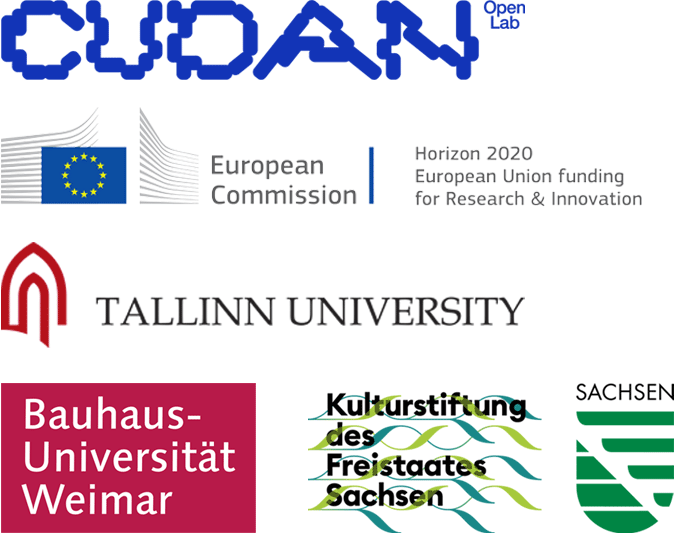 CUDAN
Open
Lab
European
Commission
Horizon 2020
European Union funding
for Research & Innovation
TALLINN UNIVERSITY
Bauhaus-
Universität
Weimar
Kulturstiftung
des
Freistaates
Sachsen
SACHSEN